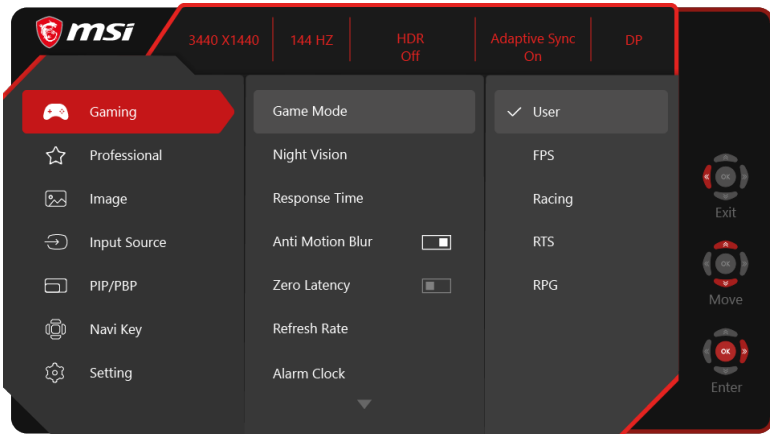 msi
3440 X1440
144 HZ
HDR
Off
Adaptive Sync
On
DP
Gaming
Professional
Image
Input Source
PIP/PBP
Navi Key
Setting
Game Mode
Night Vision
Response Time
Anti Motion Blur
Zero Latency
Refresh Rate
Alarm Clock
User
FPS
Racing
RTS
RPG
OK
Exit
OK
Move
OK
Enter